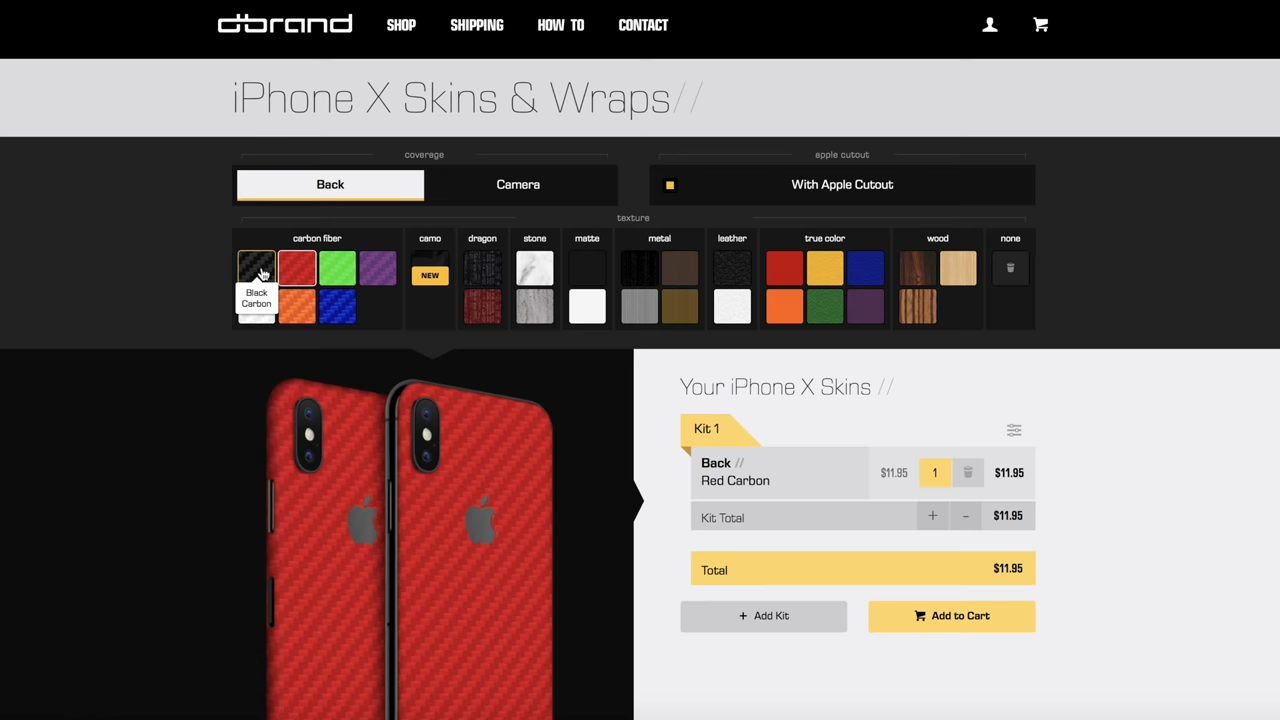 dbrand
SHOP
SHIPPING
HOW TO
CONTACT
iPhone X Skins & Wraps//
coverage
apple cutout
Back
Camera
With Apple Cutout
texture
carbon fiber
camo
dragon
stone
matte
metal
leather
true color
wood
none
NEW
Black
Carbon
Your iPhone X Skins //
Kit 1
Back //
Red Carbon
$11.95
1
$11.95
Kit Total
+
-
$11.95
Total
$11.95
+ Add Kit
Add to Cart